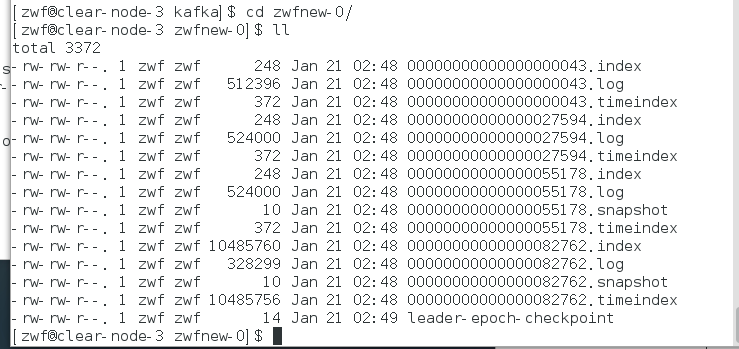 [zwf@clear-node-3 kafka]$ cd zwfnew-0/
[zwf@clear-node-3 zwfnew-0]$ ll
total 3372
-rw-rw-r--. 1 zwf zwf 248 Jan 21 02:48 00000000000000000043.index
-rw-rw-r--. 1 zwf zwf 512396 Jan 21 02:48 00000000000000000043.log
-rw-rw-r--. 1 zwf zwf 372 Jan 21 02:48 00000000000000000043.timeindex
-rw-rw-r--. 1 zwf zwf 248 Jan 21 02:48 00000000000000027594.index
-rw-rw-r--. 1 zwf zwf 524000 Jan 21 02:48 00000000000000027594.log
-rw-rw-r--. 1 zwf zwf 372 Jan 21 02:48 00000000000000027594.timeindex
-rw-rw-r--. 1 zwf zwf 248 Jan 21 02:48 00000000000000055178.index
-rw-rw-r--. 1 zwf zwf 524000 Jan 21 02:48 00000000000000055178.log
-rw-rw-r--. 1 zwf zwf 10 Jan 21 02:48 00000000000000055178.snapshot
-rw-rw-r--. 1 zwf zwf 372 Jan 21 02:48 00000000000000055178.timeindex
-rw-rw-r--. 1 zwf zwf 10485760 Jan 21 02:48 00000000000000082762.index
-rw-rw-r--. 1 zwf zwf 328299 Jan 21 02:48 00000000000000082762.log
-rw-rw-r--. 1 zwf zwf 10 Jan 21 02:48 00000000000000082762.snapshot
-rw-rw-r--. 1 zwf zwf 10485756 Jan 21 02:48 00000000000000082762.timeindex
-rw-rw-r--. 1 zwf zwf 14 Jan 21 02:49 leader-epoch-checkpoint
[zwf@clear-node-3 zwfnew-0]$